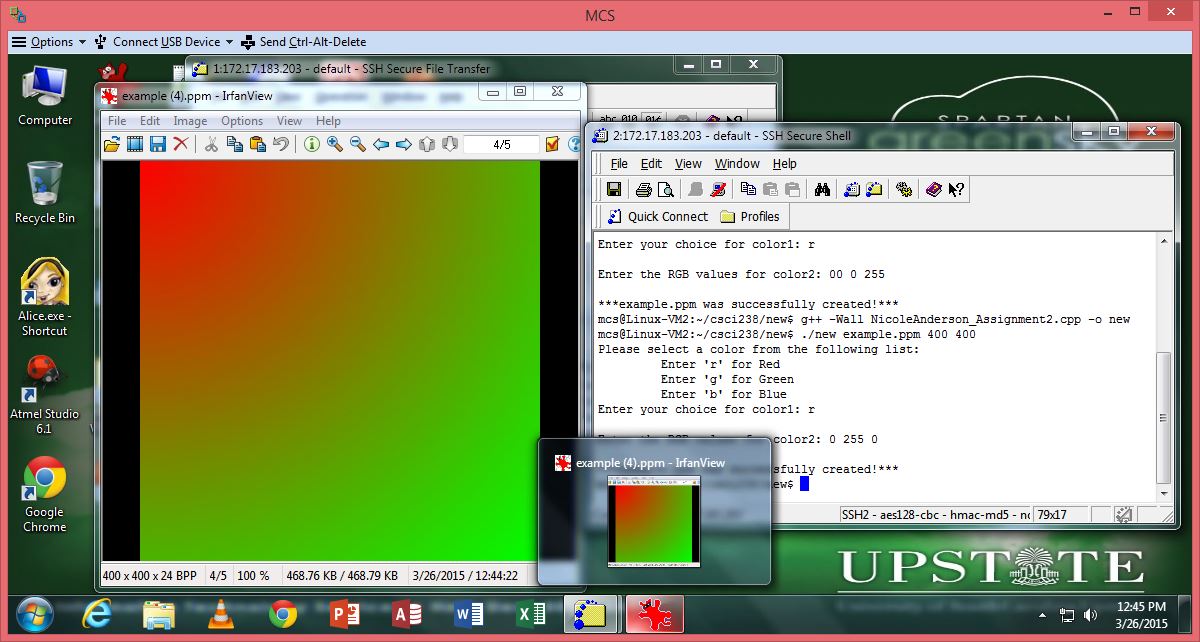 MCS
Options Connect USB Device Send Ctrl-Alt-Delete
Computer
Recycle Bin
Alice.exe - Shortcut
Atmel Studio 6.1
Google Chrome
1:172.17.183.203 - default - SSH Secure File Transfer
example (4).ppm - IrfanView
File Edit Image Options View Help
4/5
400 x 400 x 24 BPP 4/5 100 % 468.76 KB / 468.79 KB 3/26/2015 / 12:44:22
SPARTAN
2:172.17.183.203 - default - SSH Secure Shell
File Edit View Window Help
Quick Connect Profiles
Enter your choice for color1: r
Enter the RGB values for color2: 00 0 255
***example.ppm was successfully created!***
mcs@Linux-VM2:~/csci238/new$ g++ -Wall NicoleAnderson_Assignment2.cpp -o new
mcs@Linux-VM2:~/csci238/new$ ./new example.ppm 400 400
Please select a color from the following list:
Enter 'r' for Red
Enter 'g' for Green
Enter 'b' for Blue
Enter your choice for color1: r
color2: 0 255 0
created!***
new$
SSH2 - aes128-cbc - hmac-md5 - 79x17
example (4).ppm - IrfanView
UPSTATE
12:45 PM
3/26/2015